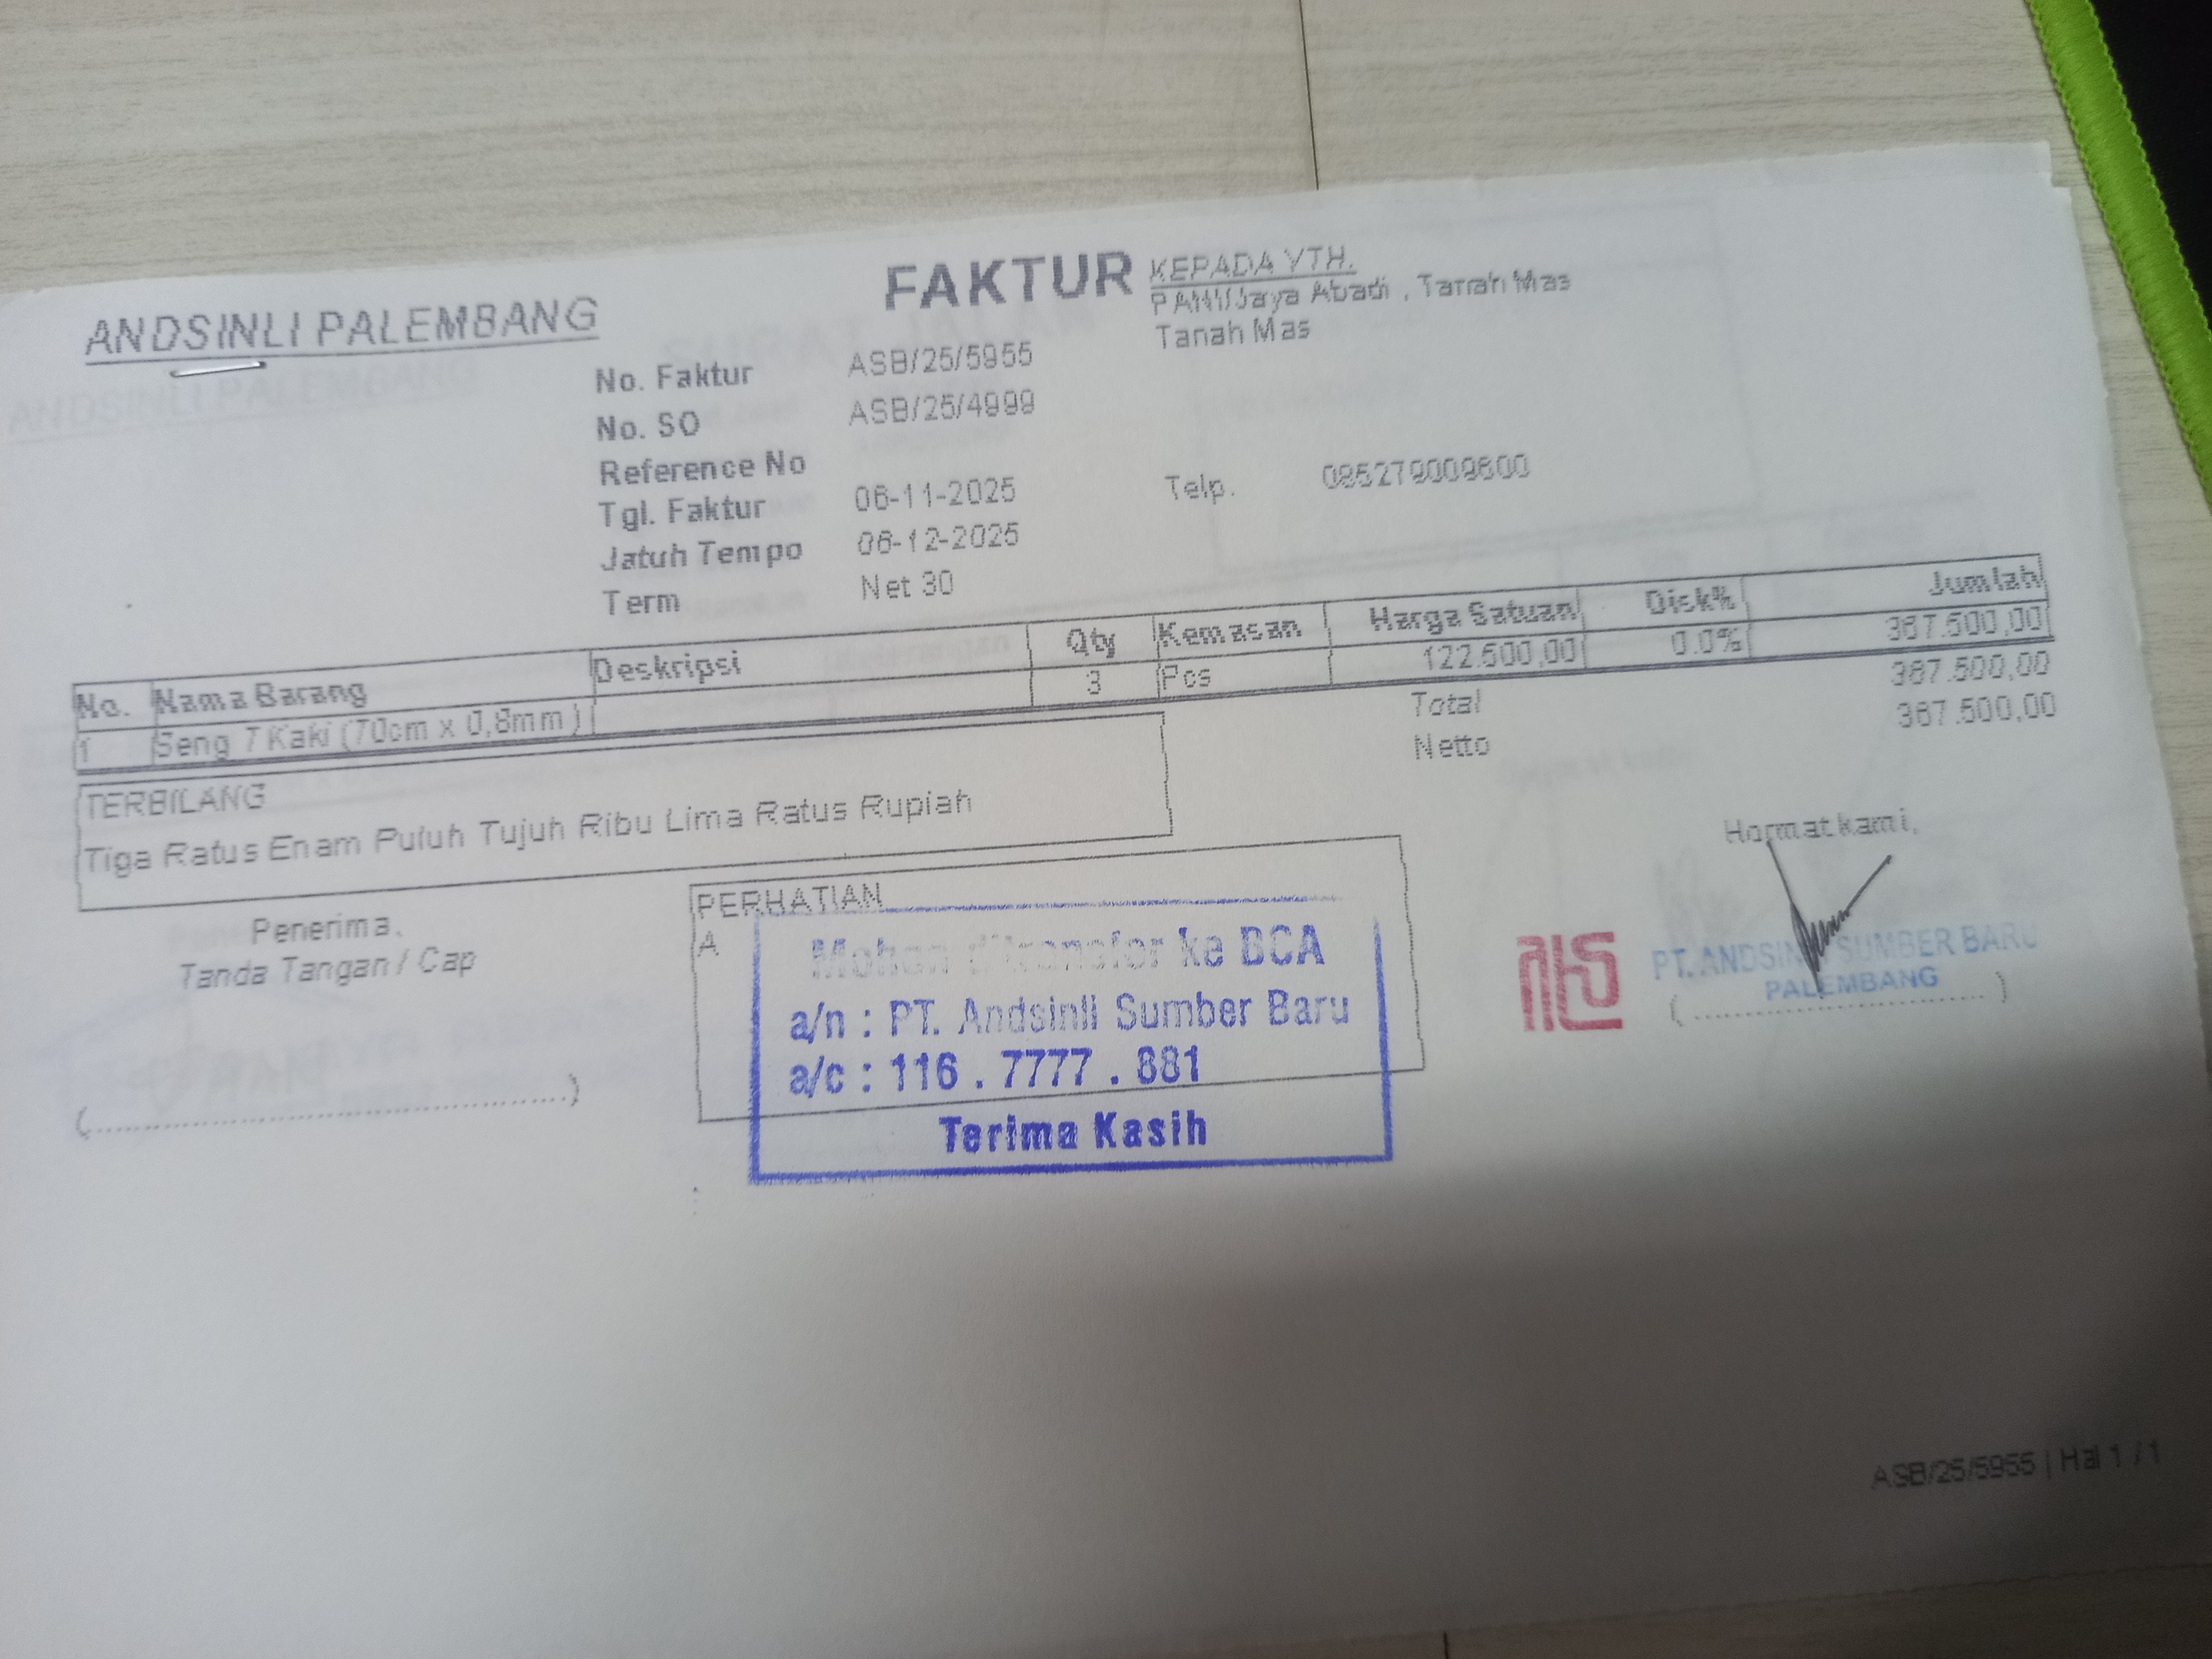 ANDSINLI PALEMBANG
FAKTUR
KEPADA YTH.
Jaya Abadi , Tanah Mas
Tanah Mas
No. Faktur ASB/25/5955
No. SO ASB/25/4999
Reference No
Tgl. Faktur 06-11-2025
Jatuh Tempo 06-12-2025
Term Net 30
Telp. 085279009600
No. Nama Barang Deskripsi Qty Kemasan Harga Satuan Disk% Jumlah
1 Seng 7 Kaki (70cm x 0,8mm) 3 Pcs 122.500,00 0.0% 367.500,00
Total 367.500,00
Netto 367.500,00
TERBILANG
Tiga Ratus Enam Puluh Tujuh Ribu Lima Ratus Rupiah
Penerima,
Tanda Tangan / Cap
(........................................)
PERHATIAN
A
Mohon ditransfer ke BCA
a/n : PT. Andsinli Sumber Baru
a/c : 116 . 7777 . 881
Terima Kasih
Hormat kami,
PT. ANDSINLI SUMBER BARU
PALEMBANG
(........................................)
ASB/25/5955 | Hal 1 / 1